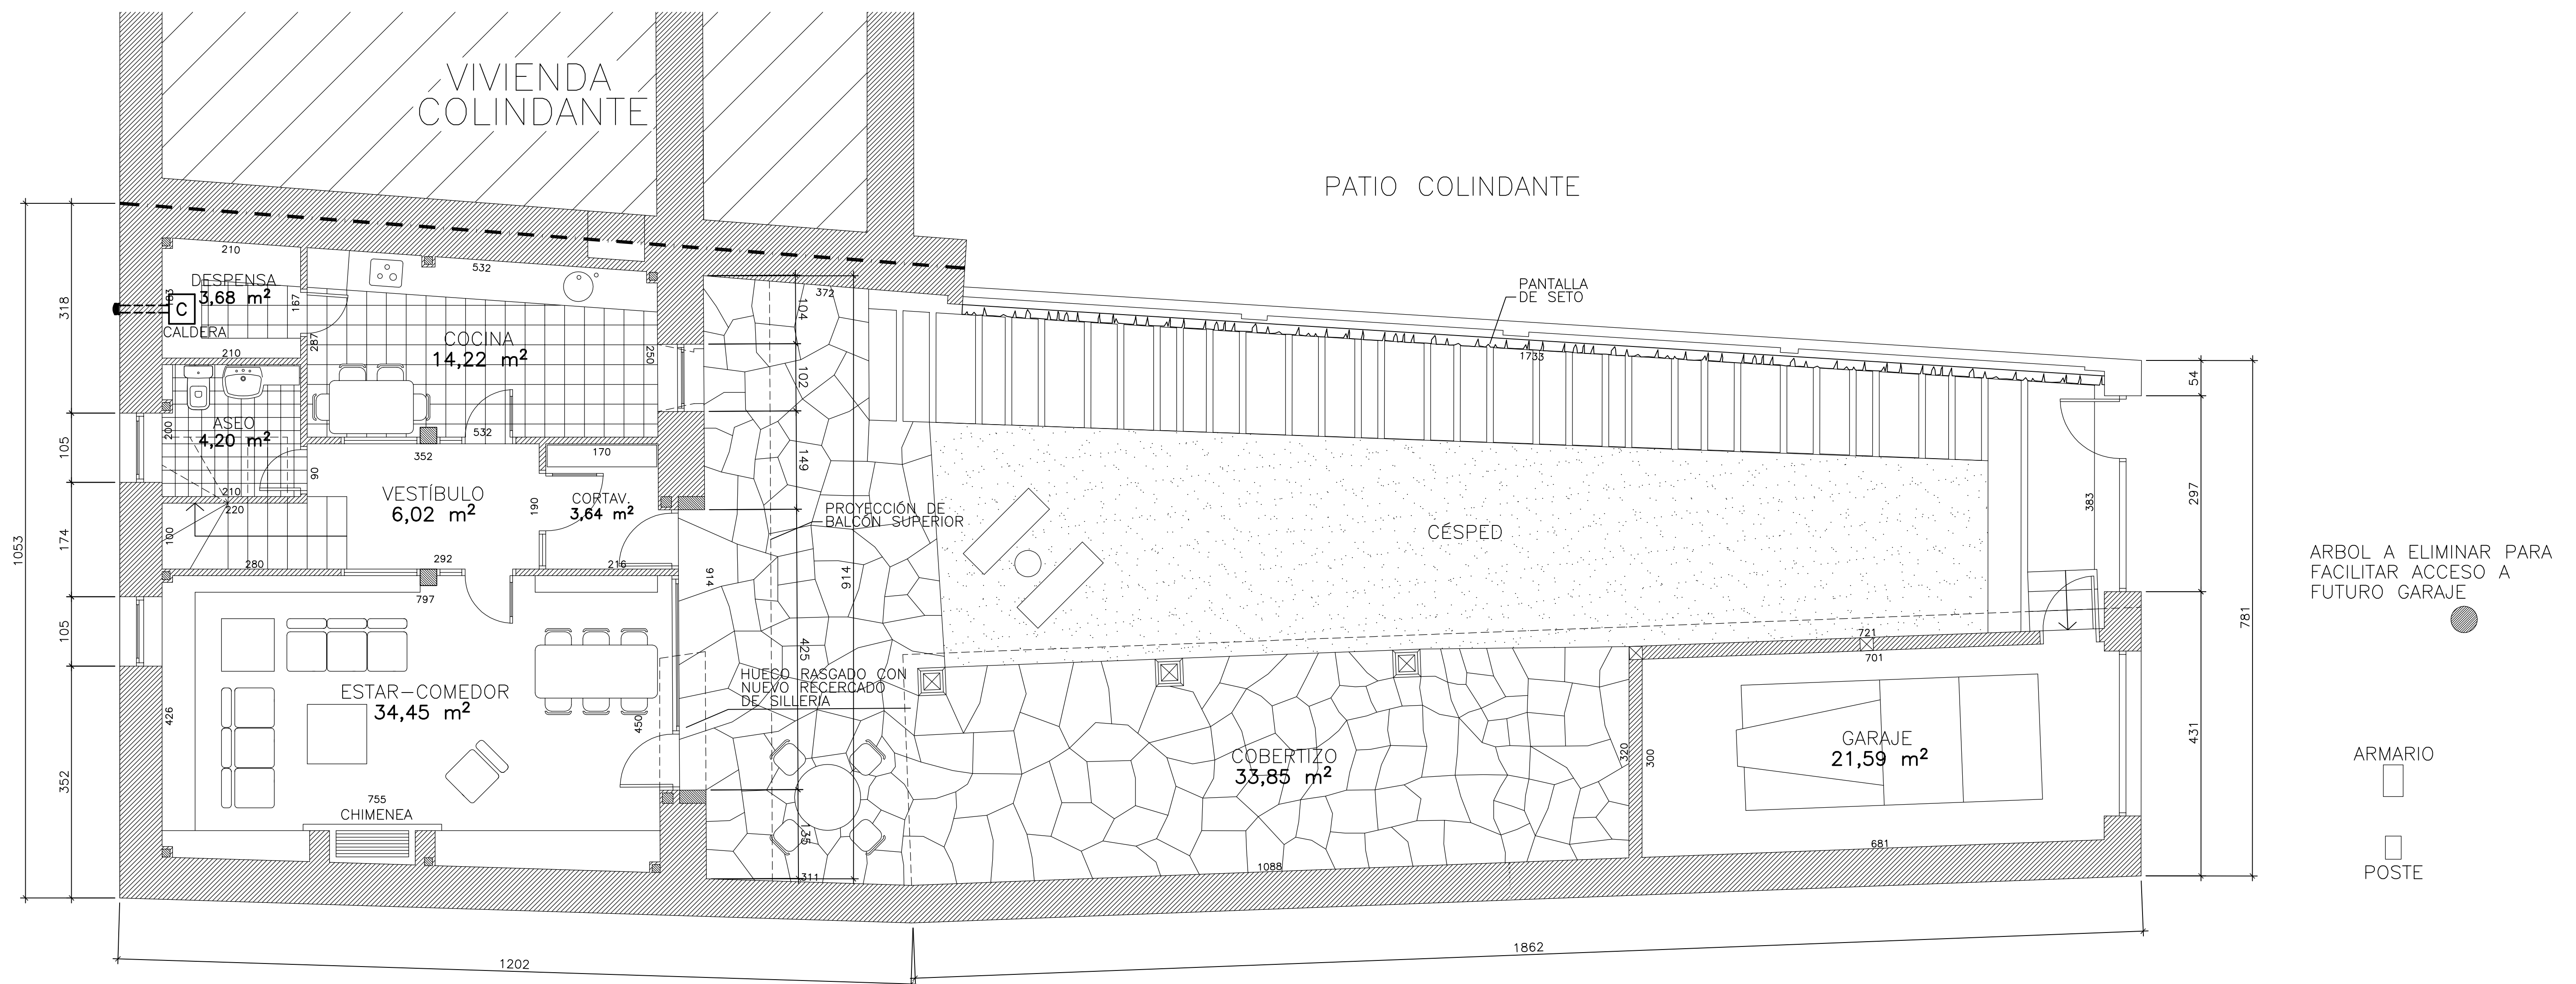 VIVIENDA
COLINDANTE
PATIO COLINDANTE
210
DESPENSA
3,68 m²
167
C
CALDERA
210
532
COCINA
14,22 m²
287
250
532
372
104
102
149
425
135
914
914
311
PANTALLA
DE SETO
1733
ASEO
4,20 m²
200
90
210
220
352
170
VESTÍBULO
6,02 m²
190
CORTAV.
3,64 m²
100
280
292
216
PROYECCIÓN DE
BALCÓN SUPERIOR
CÉSPED
383
797
HUECO RASGADO CON
NUEVO RECERCADO
DE SILLERÍA
ESTAR-COMEDOR
34,45 m²
426
450
755
CHIMENEA
COBERTIZO
33,85 m²
320
300
721
701
GARAJE
21,59 m²
681
1088
1053
318
105
174
105
352
54
297
431
781
1202
1862
ARBOL A ELIMINAR PARA
FACILITAR ACCESO A
FUTURO GARAJE
ARMARIO
POSTE